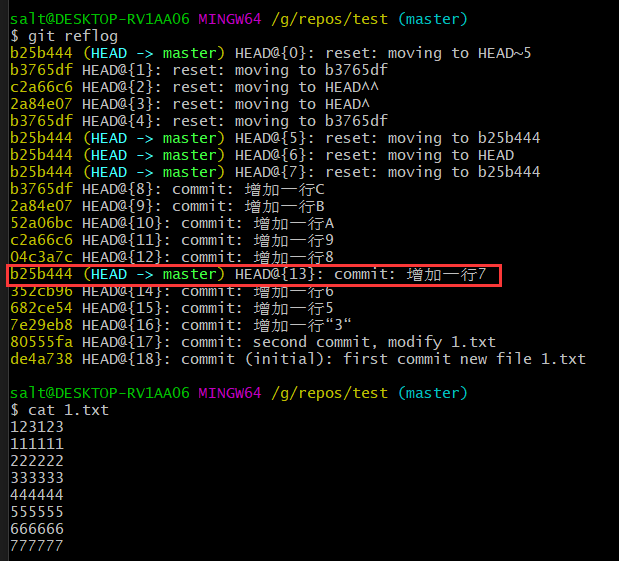 salt@DESKTOP-RV1AA06 MINGW64 /g/repos/test (master)
$ git reflog
b25b444 (HEAD -> master) HEAD@{0}: reset: moving to HEAD~5
b3765df HEAD@{1}: reset: moving to b3765df
c2a66c6 HEAD@{2}: reset: moving to HEAD^^
2a84e07 HEAD@{3}: reset: moving to HEAD^
b3765df HEAD@{4}: reset: moving to b3765df
b25b444 (HEAD -> master) HEAD@{5}: reset: moving to b25b444
b25b444 (HEAD -> master) HEAD@{6}: reset: moving to HEAD
b25b444 (HEAD -> master) HEAD@{7}: reset: moving to b25b444
b3765df HEAD@{8}: commit: 增加一行C
2a84e07 HEAD@{9}: commit: 增加一行B
52a06bc HEAD@{10}: commit: 增加一行A
c2a66c6 HEAD@{11}: commit: 增加一行9
04c3a7c HEAD@{12}: commit: 增加一行8
b25b444 (HEAD -> master) HEAD@{13}: commit: 增加一行7
352cb96 HEAD@{14}: commit: 增加一行6
682ce54 HEAD@{15}: commit: 增加一行5
7e29eb8 HEAD@{16}: commit: 增加一行“3“
80555fa HEAD@{17}: commit: second commit, modify 1.txt
de4a738 HEAD@{18}: commit (initial): first commit new file 1.txt
salt@DESKTOP-RV1AA06 MINGW64 /g/repos/test (master)
$ cat 1.txt
123123
111111
222222
333333
444444
555555
666666
777777